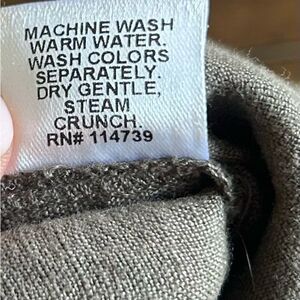 MACHINE WASH
WARM WATER.
WASH COLORS
SEPARATELY.
DRY GENTLE,
STEAM
CRUNCH.
RN# 114739